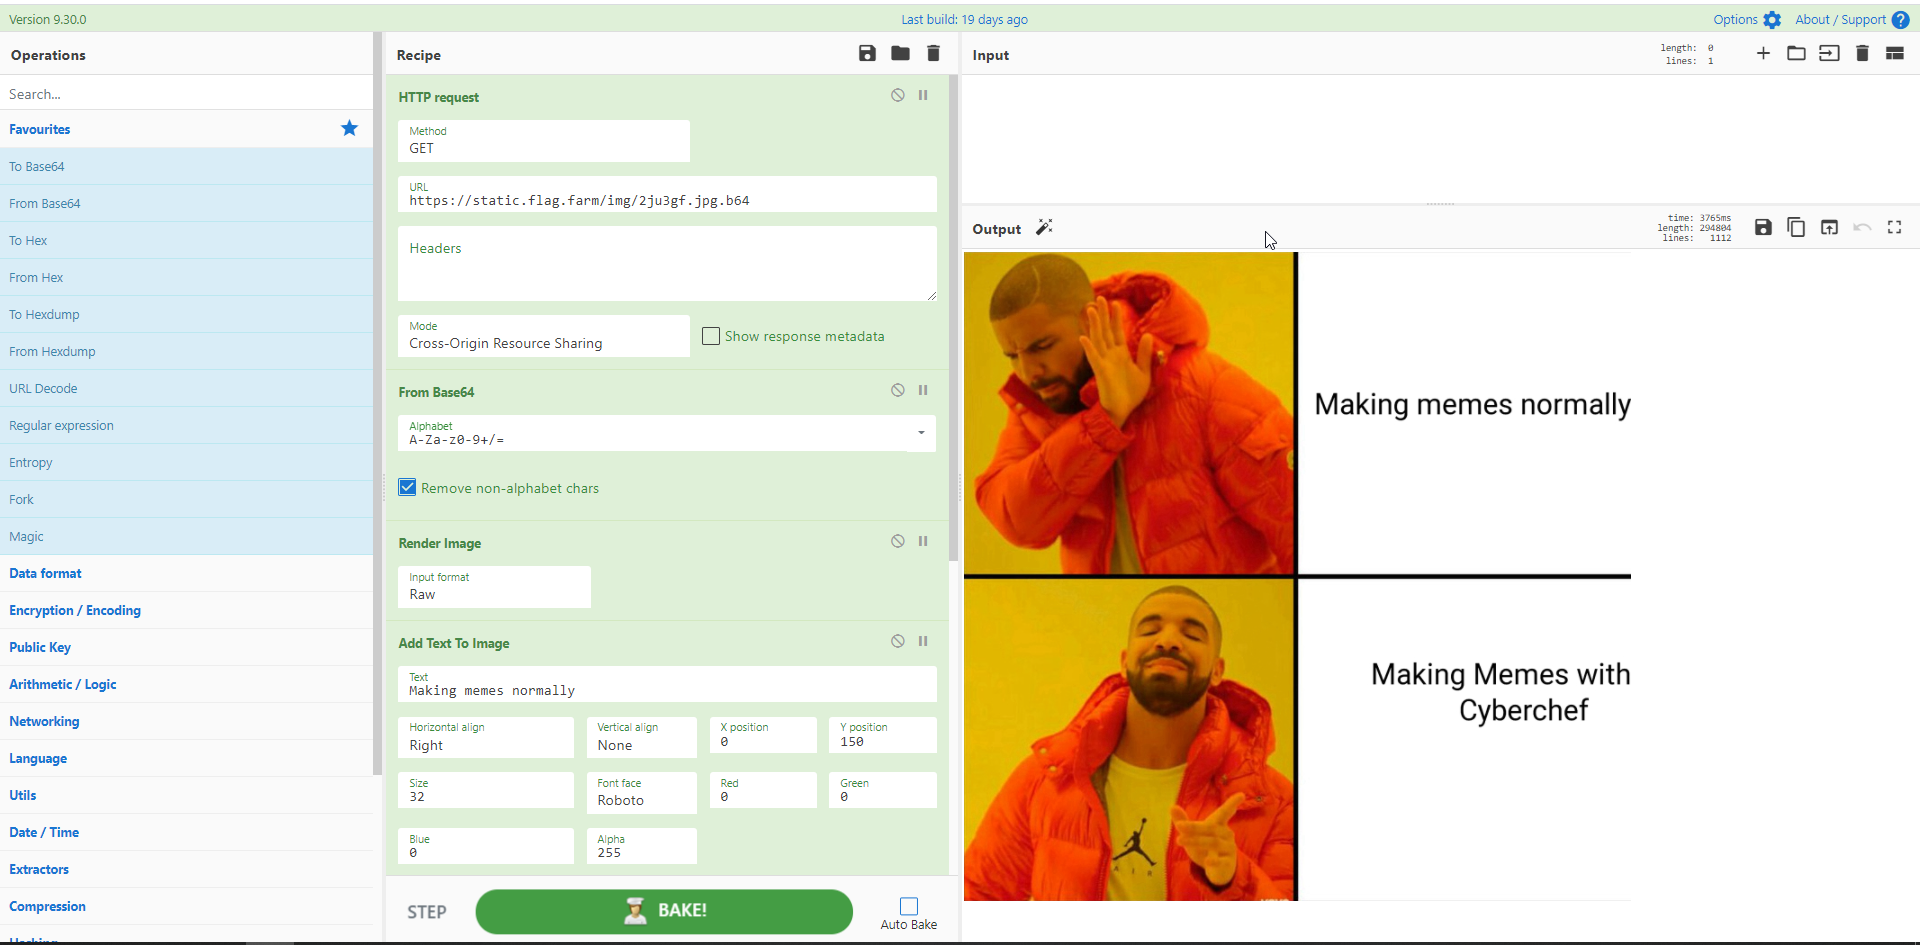 Version 9.30.0
Last build: 19 days ago
Options
About / Support
Operations
Search...
Favourites
To Base64
From Base64
To Hex
From Hex
To Hexdump
From Hexdump
URL Decode
Regular expression
Entropy
Fork
Magic
Data format
Encryption / Encoding
Public Key
Arithmetic / Logic
Networking
Language
Utils
Date / Time
Extractors
Compression
Recipe
HTTP request
Method
GET
URL
https://static.flag.farm/img/2ju3gf.jpg.b64
Headers
Mode
Cross-Origin Resource Sharing
Show response metadata
From Base64
Alphabet
A-Za-z0-9+/=
Remove non-alphabet chars
Render Image
Input format
Raw
Add Text To Image
Text
Making memes normally
Horizontal align
Right
Vertical align
None
X position
0
Y position
150
Size
32
Font face
Roboto
Red
0
Green
0
Blue
0
Alpha
255
STEP
BAKE!
Auto Bake
Input
length: 0
lines: 1
Output
time: 3765ms
length: 294804
lines: 1112
Making memes normally
Making Memes with
Cyberchef
AIR